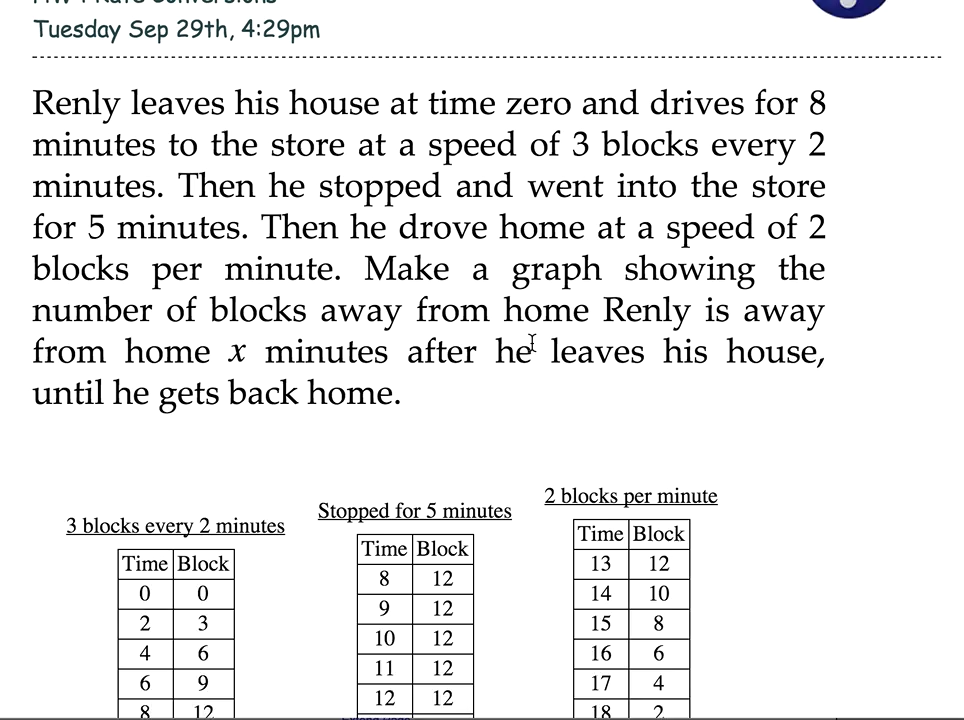 Tuesday Sep 29th, 4:29pm
Renly leaves his house at time zero and drives for 8
minutes to the store at a speed of 3 blocks every 2
minutes. Then he stopped and went into the store
for 5 minutes. Then he drove home at a speed of 2
blocks per minute. Make a graph showing the
number of blocks away from home Renly is away
from home x minutes after he leaves his house,
until he gets back home.
3 blocks every 2 minutes
Time Block
0 0
2 3
4 6
6 9
8 12
Stopped for 5 minutes
Time Block
8 12
9 12
10 12
11 12
12 12
2 blocks per minute
Time Block
13 12
14 10
15 8
16 6
17 4
18 2